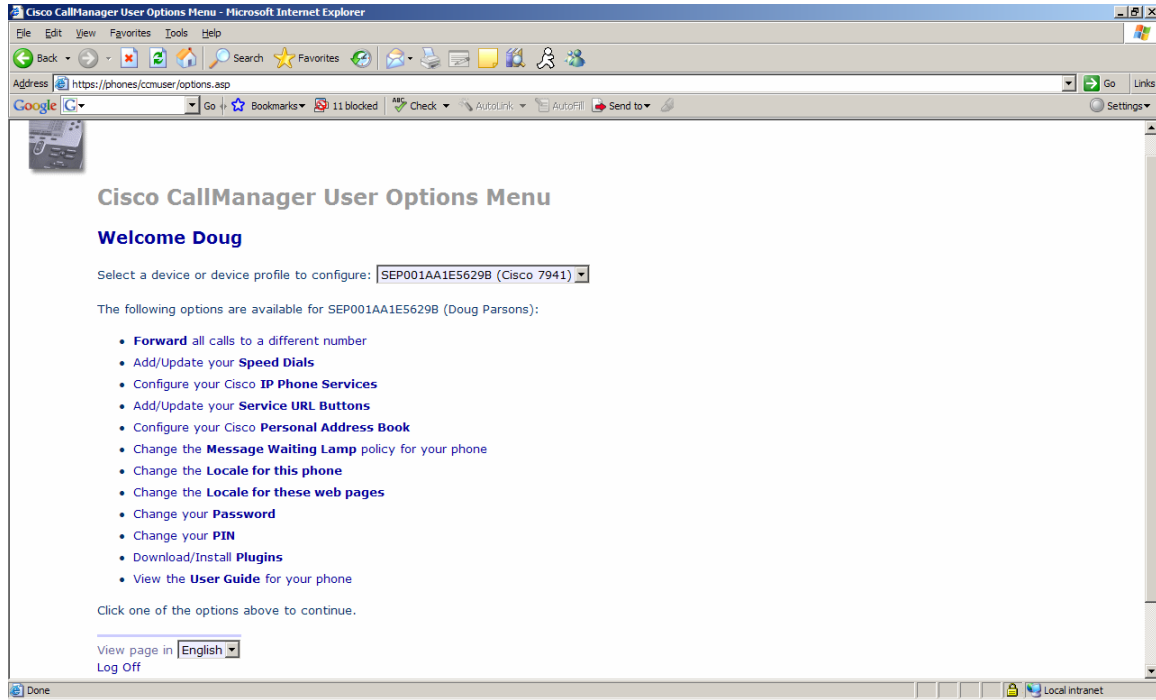 Cisco CallManager User Options Menu - Microsoft Internet Explorer
File Edit View Favorites Tools Help
Back Search Favorites
Address https://phones/ccmuser/options.asp Go Links
Google G Go Bookmarks 11 blocked ABC Check AutoLink AutoFill Send to Settings
Cisco CallManager User Options Menu
Welcome Doug
Select a device or device profile to configure: SEP001AA1E5629B (Cisco 7941)
The following options are available for SEP001AA1E5629B (Doug Parsons):
• Forward all calls to a different number
• Add/Update your Speed Dials
• Configure your Cisco IP Phone Services
• Add/Update your Service URL Buttons
• Configure your Cisco Personal Address Book
• Change the Message Waiting Lamp policy for your phone
• Change the Locale for this phone
• Change the Locale for these web pages
• Change your Password
• Change your PIN
• Download/Install Plugins
• View the User Guide for your phone
Click one of the options above to continue.
View page in English
Log Off
Done Local intranet